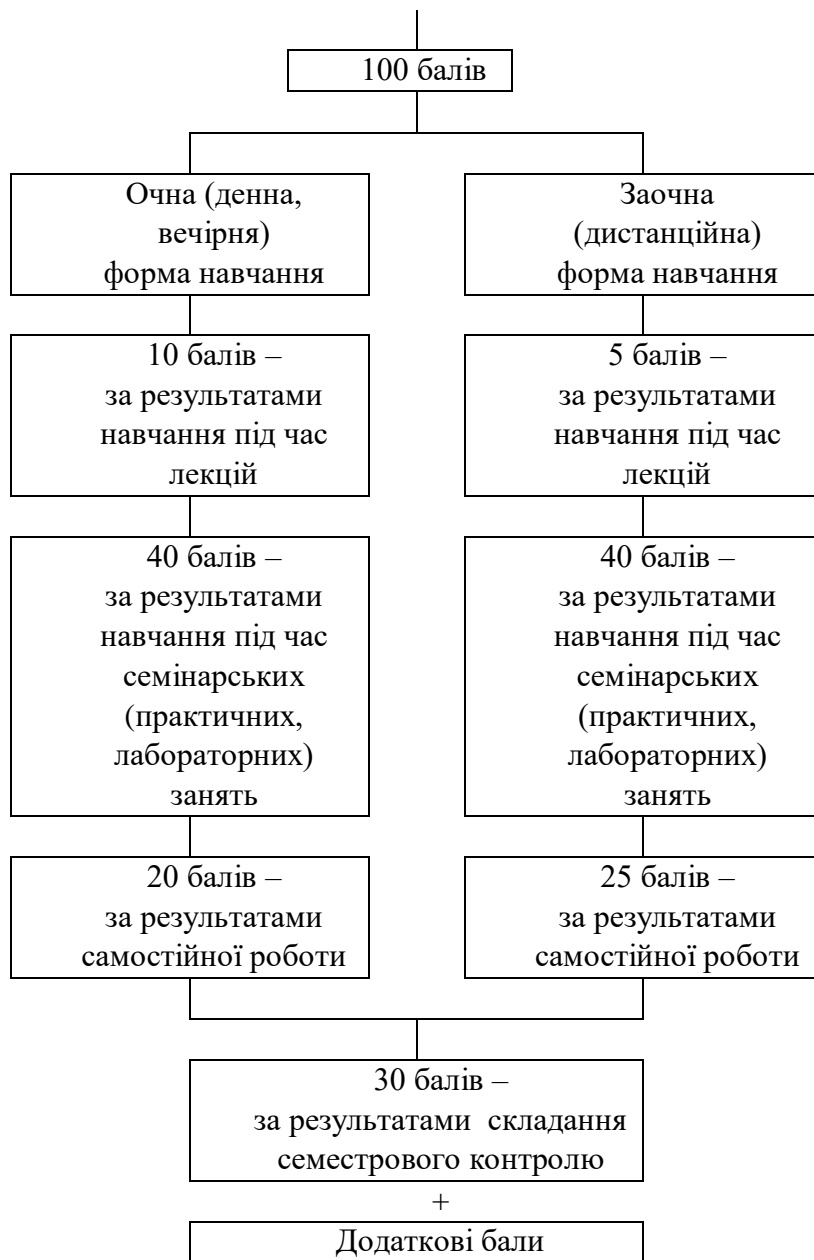 100 балів
Очна (денна,
вечірня)
форма навчання
10 балів –
за результатами
навчання під час
лекцій
40 балів –
за результатами
навчання під час
семінарських
(практичних,
лабораторних)
занять
20 балів –
за результатами
самостійної роботи
Заочна
(дистанційна)
форма навчання
5 балів –
за результатами
навчання під час
лекцій
40 балів –
за результатами
навчання під час
семінарських
(практичних,
лабораторних)
занять
25 балів –
за результатами
самостійної роботи
30 балів –
за результатами складання
семестрового контролю
+
Додаткові бали